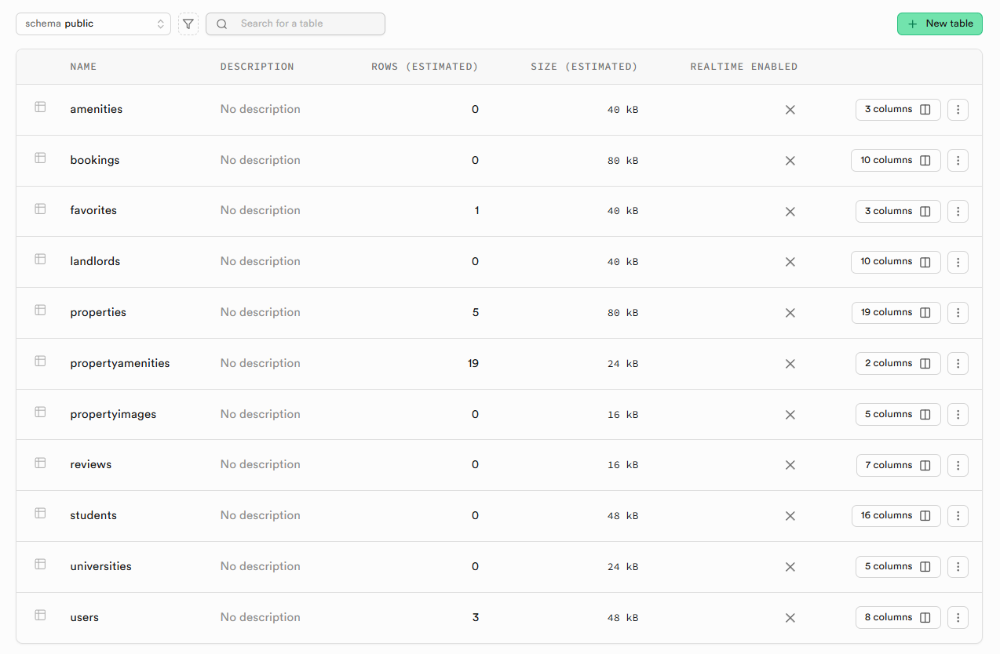 schema public Search for a table New table
NAME DESCRIPTION ROWS (ESTIMATED) SIZE (ESTIMATED) REALTIME ENABLED
amenities No description 0 40 kB 3 columns
bookings No description 0 80 kB 10 columns
favorites No description 1 40 kB 3 columns
landlords No description 0 40 kB 10 columns
properties No description 5 80 kB 19 columns
propertyamenities No description 19 24 kB 2 columns
propertyimages No description 0 16 kB 5 columns
reviews No description 0 16 kB 7 columns
students No description 0 48 kB 16 columns
universities No description 0 24 kB 5 columns
users No description 3 48 kB 8 columns